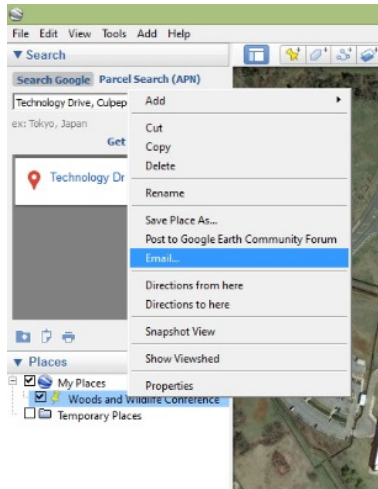 File Edit View Tools Add Help
▼ Search
Search Google Parcel Search (APN)
Technology Drive, Culpep
ex: Tokyo, Japan
Get
Technology Dr
Add
Cut
Copy
Delete
Rename
Save Place As...
Post to Google Earth Community Forum
Email...
Directions from here
Directions to here
Snapshot View
Show Viewshed
Properties
▼ Places
My Places
Woods and Wildlife Conference
Temporary Places